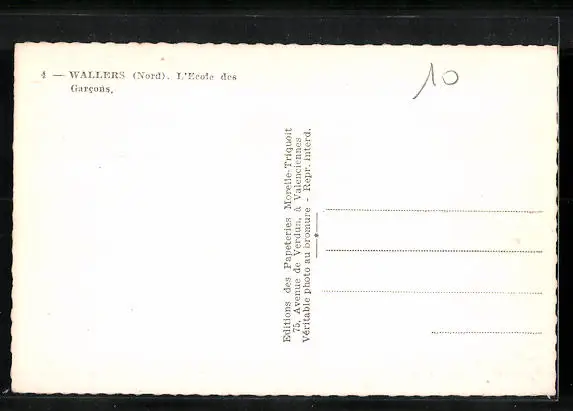 4 — WALLERS (Nord). L'Ecole des
Garçons.
10
Editions des Papeteries Morelle-Triquoit
75, Avenue de Verdun, à Valenciennes
Véritable photo au bromure - Repr. interd.